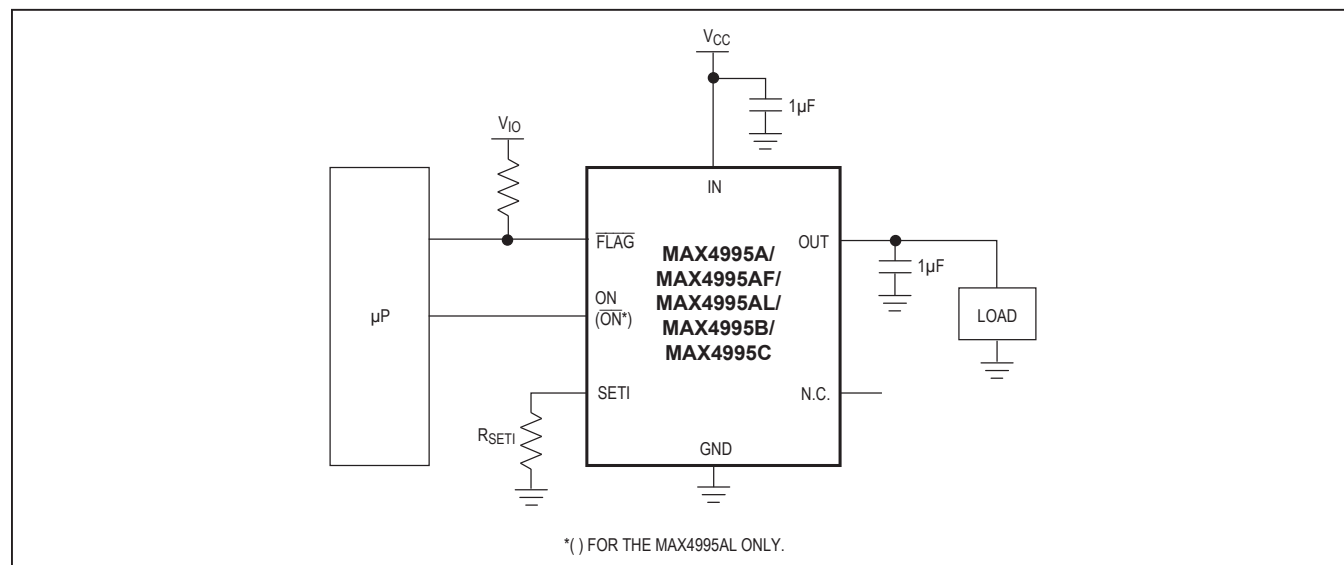 VCC
1µF
VIO
IN
µP
FLAG
ON
(ON*)
SETI
RSETI
MAX4995A/
MAX4995AF/
MAX4995AL/
MAX4995B/
MAX4995C
GND
OUT
1µF
LOAD
N.C.
*( ) FOR THE MAX4995AL ONLY.